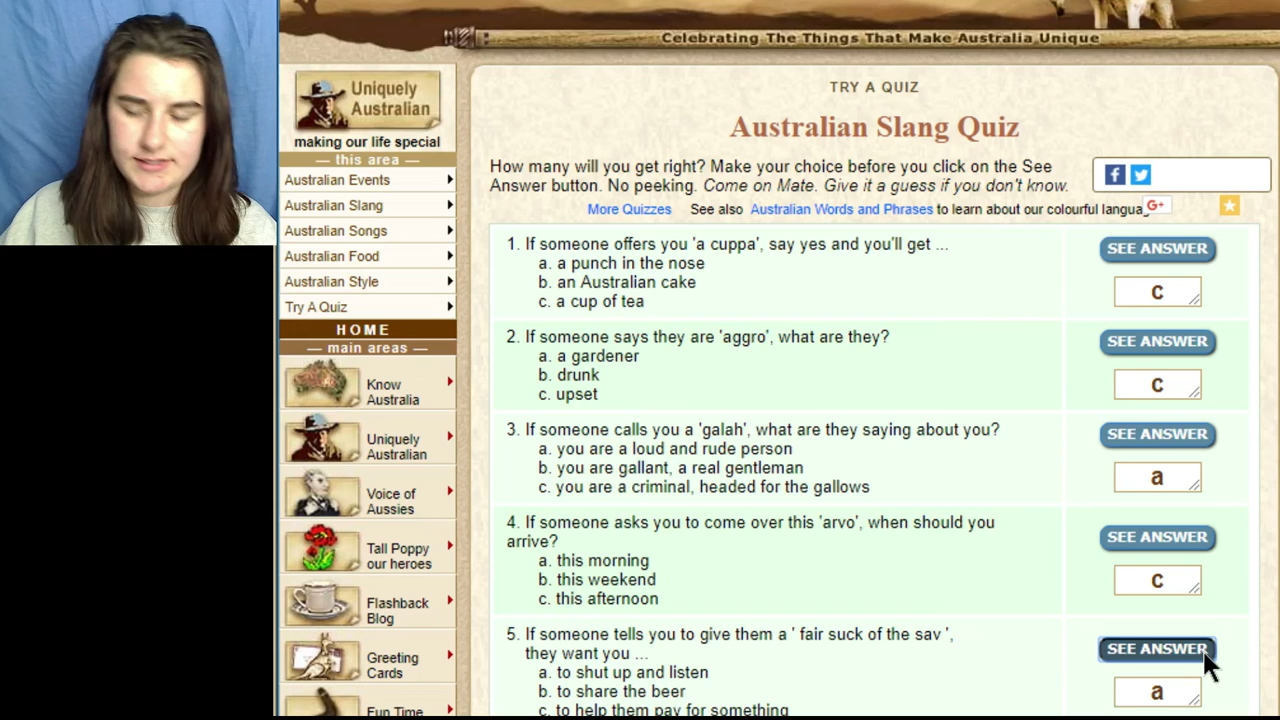 Celebrating The Things That Make Australia Unique
Uniquely
Australian
making our life special
— this area —
Australian Events
Australian Slang
Australian Songs
Australian Food
Australian Style
Try A Quiz
HOME
— main areas —
Know
Australia
Uniquely
Australian
Voice of
Aussies
Tall Poppy
our heroes
Flashback
Blog
Greeting
Cards
Fun Time
TRY A QUIZ
Australian Slang Quiz
How many will you get right? Make your choice before you click on the See
Answer button. No peeking. Come on Mate. Give it a guess if you don't know.
f
G+
More Quizzes See also Australian Words and Phrases to learn about our colourful langua
1. If someone offers you 'a cuppa', say yes and you'll get ...
a. a punch in the nose
b. an Australian cake
c. a cup of tea
SEE ANSWER
c
2. If someone says they are 'aggro', what are they?
a. a gardener
b. drunk
c. upset
SEE ANSWER
c
3. If someone calls you a 'galah', what are they saying about you?
a. you are a loud and rude person
b. you are gallant, a real gentleman
c. you are a criminal, headed for the gallows
SEE ANSWER
a
4. If someone asks you to come over this 'arvo', when should you
arrive?
a. this morning
b. this weekend
c. this afternoon
SEE ANSWER
c
5. If someone tells you to give them a ' fair suck of the sav ',
they want you ...
a. to shut up and listen
b. to share the beer
c. to help them pay for something
SEE ANSWER
a